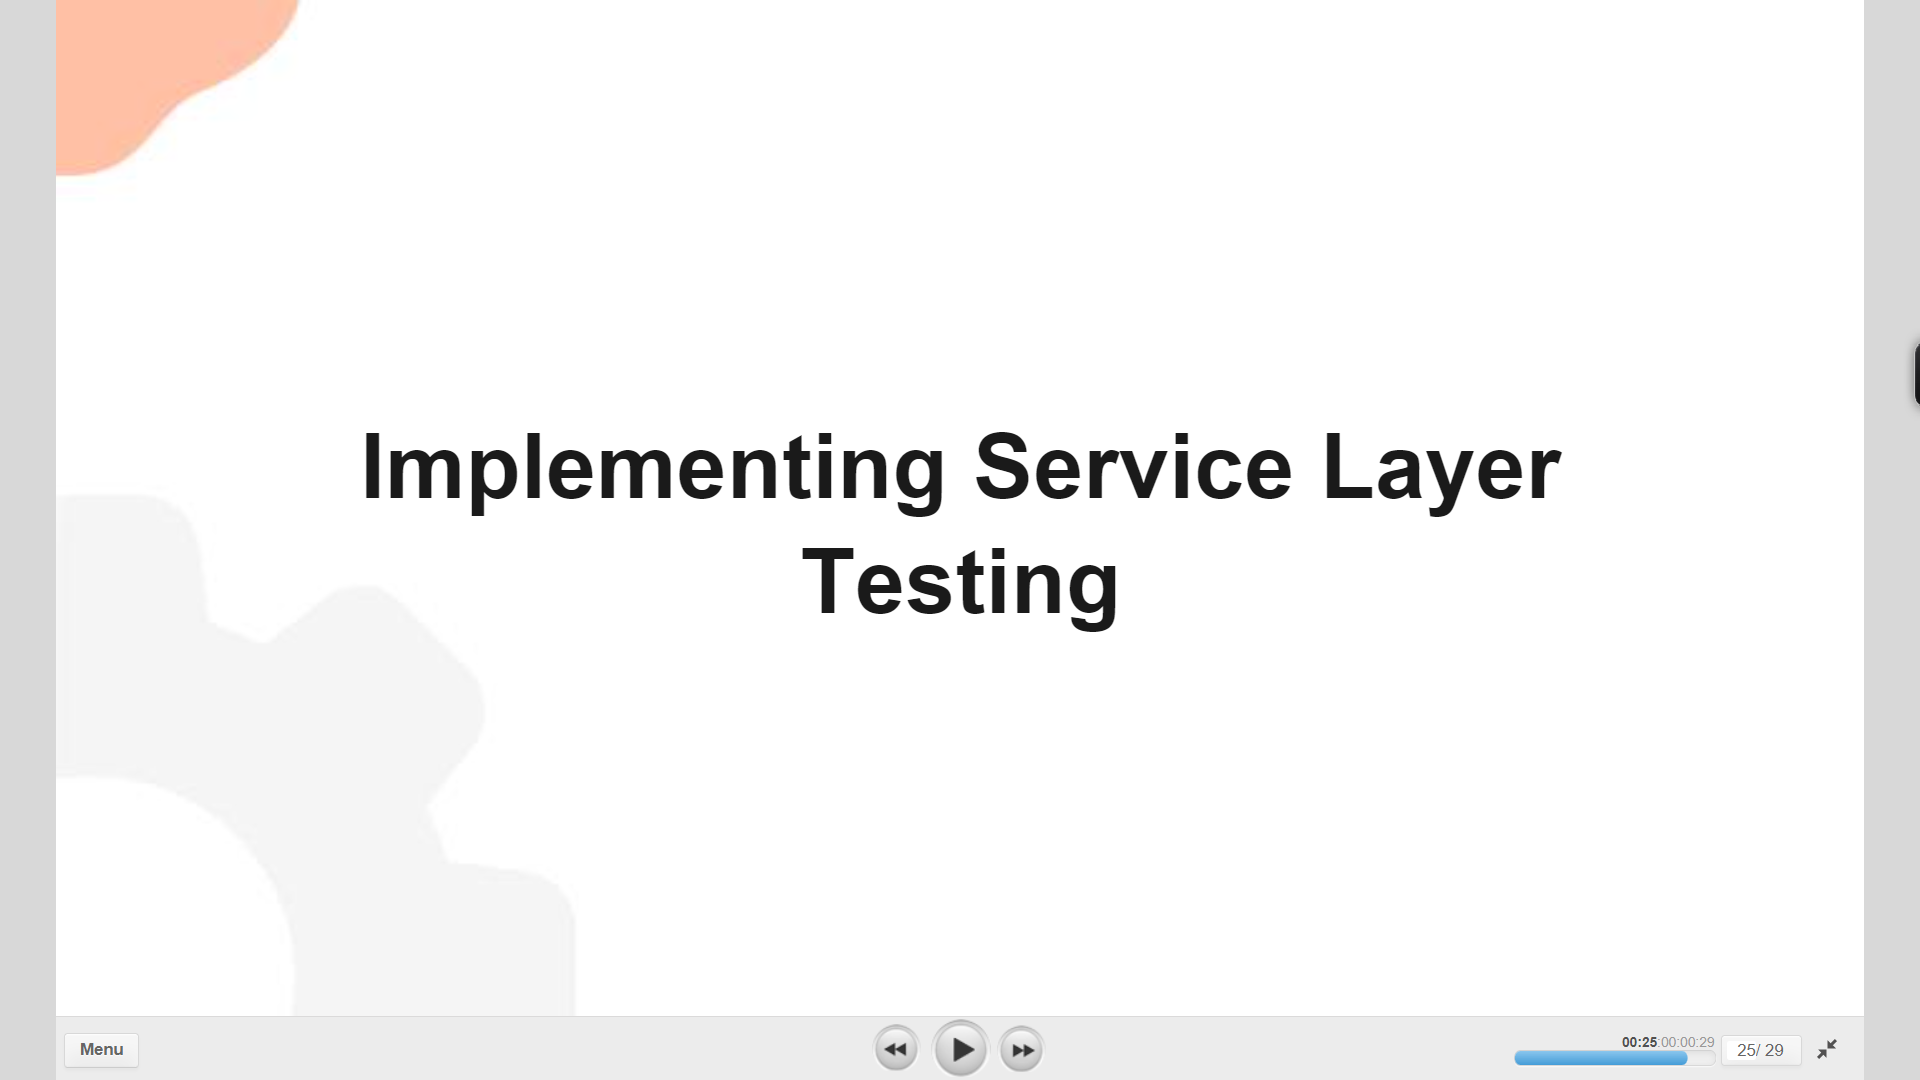 Implementing Service Layer
Testing
Menu
00:25:00:00:29
25/ 29